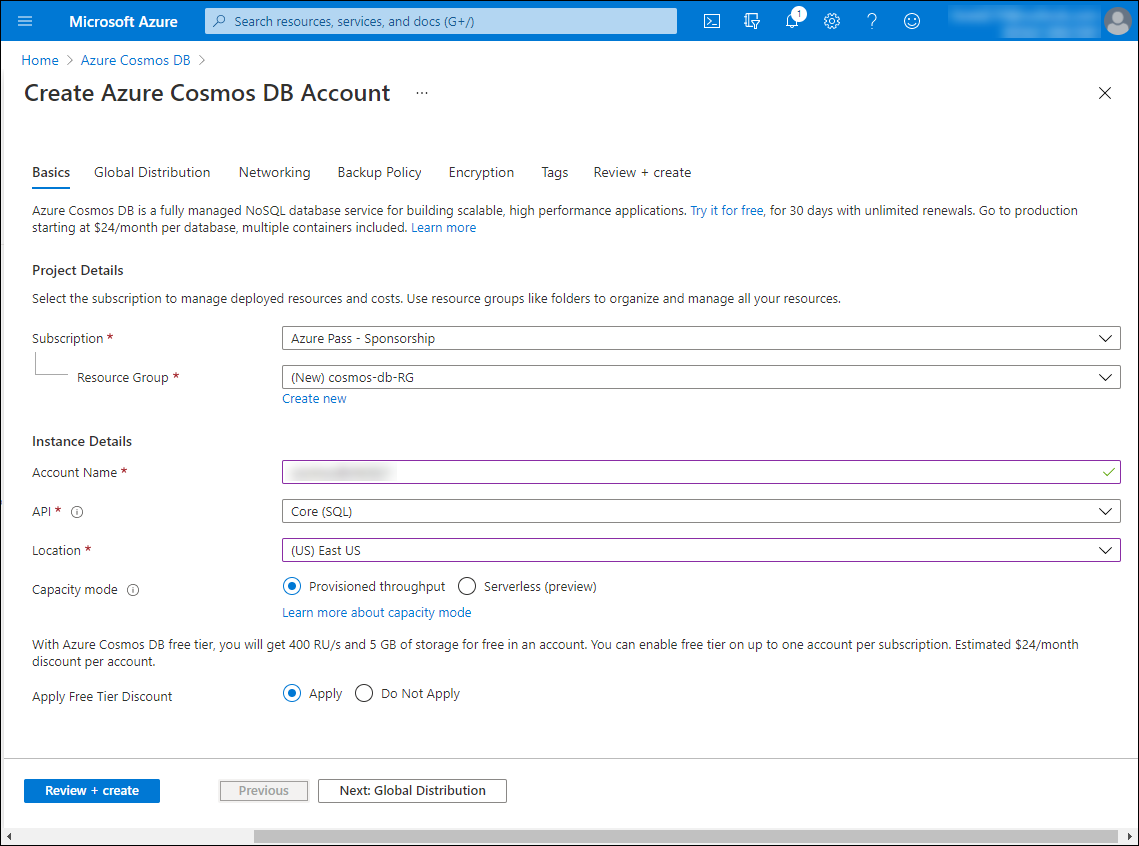 Microsoft Azure
Search resources, services, and docs (G+/)
1
Home > Azure Cosmos DB >
Create Azure Cosmos DB Account ...
Basics Global Distribution Networking Backup Policy Encryption Tags Review + create
Azure Cosmos DB is a fully managed NoSQL database service for building scalable, high performance applications. Try it for free, for 30 days with unlimited renewals. Go to production
starting at $24/month per database, multiple containers included. Learn more
Project Details
Select the subscription to manage deployed resources and costs. Use resource groups like folders to organize and manage all your resources.
Subscription * Azure Pass - Sponsorship
Resource Group * (New) cosmos-db-RG
Create new
Instance Details
Account Name *
API * Core (SQL)
Location * (US) East US
Capacity mode Provisioned throughput Serverless (preview)
Learn more about capacity mode
With Azure Cosmos DB free tier, you will get 400 RU/s and 5 GB of storage for free in an account. You can enable free tier on up to one account per subscription. Estimated $24/month
discount per account.
Apply Free Tier Discount Apply Do Not Apply
Review + create Previous Next: Global Distribution